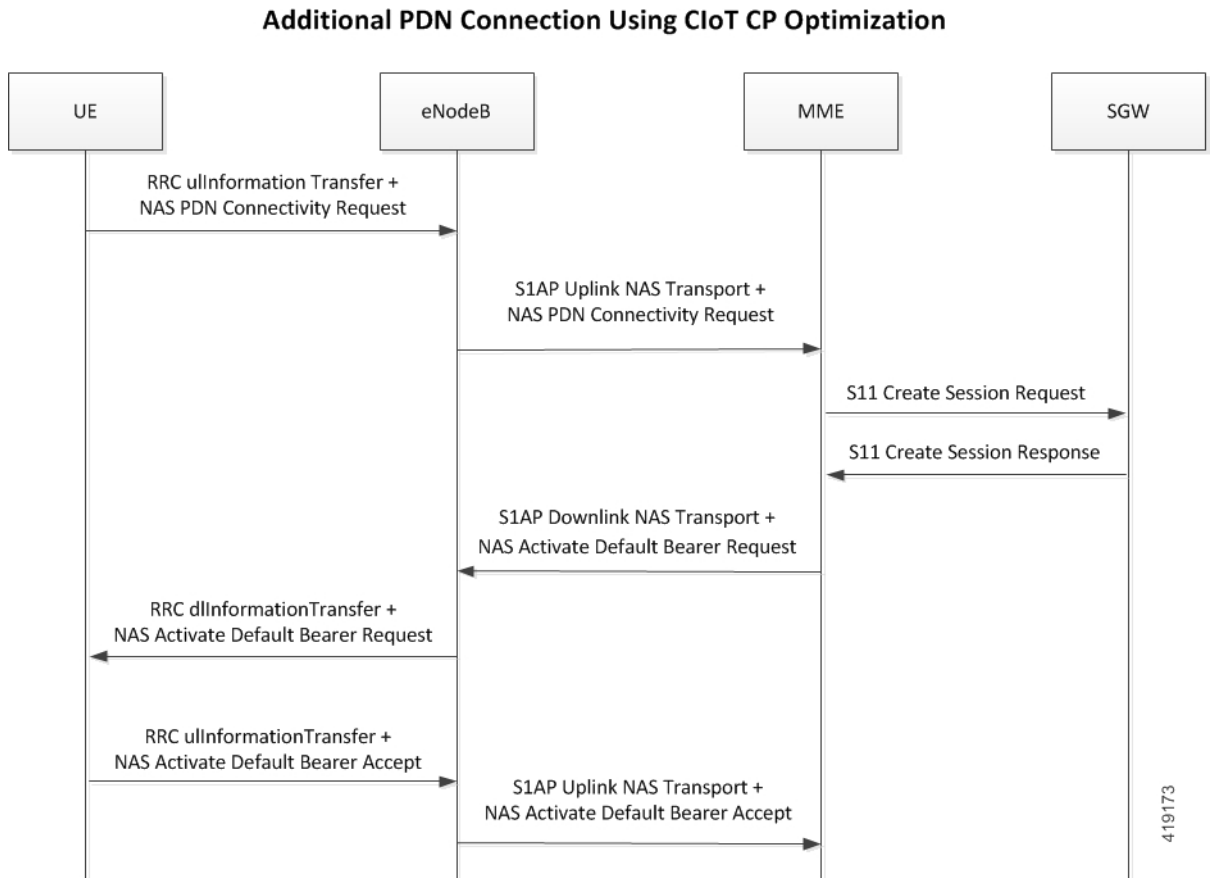 Additional PDN Connection Using CIoT CP Optimization
UE
eNodeB
MME
SGW
RRC ulInformation Transfer +
NAS PDN Connectivity Request
S1AP Uplink NAS Transport +
NAS PDN Connectivity Request
S11 Create Session Request
S11 Create Session Response
S1AP Downlink NAS Transport +
NAS Activate Default Bearer Request
RRC dlInformationTransfer +
NAS Activate Default Bearer Request
RRC ulInformationTransfer +
NAS Activate Default Bearer Accept
S1AP Uplink NAS Transport +
NAS Activate Default Bearer Accept
419173